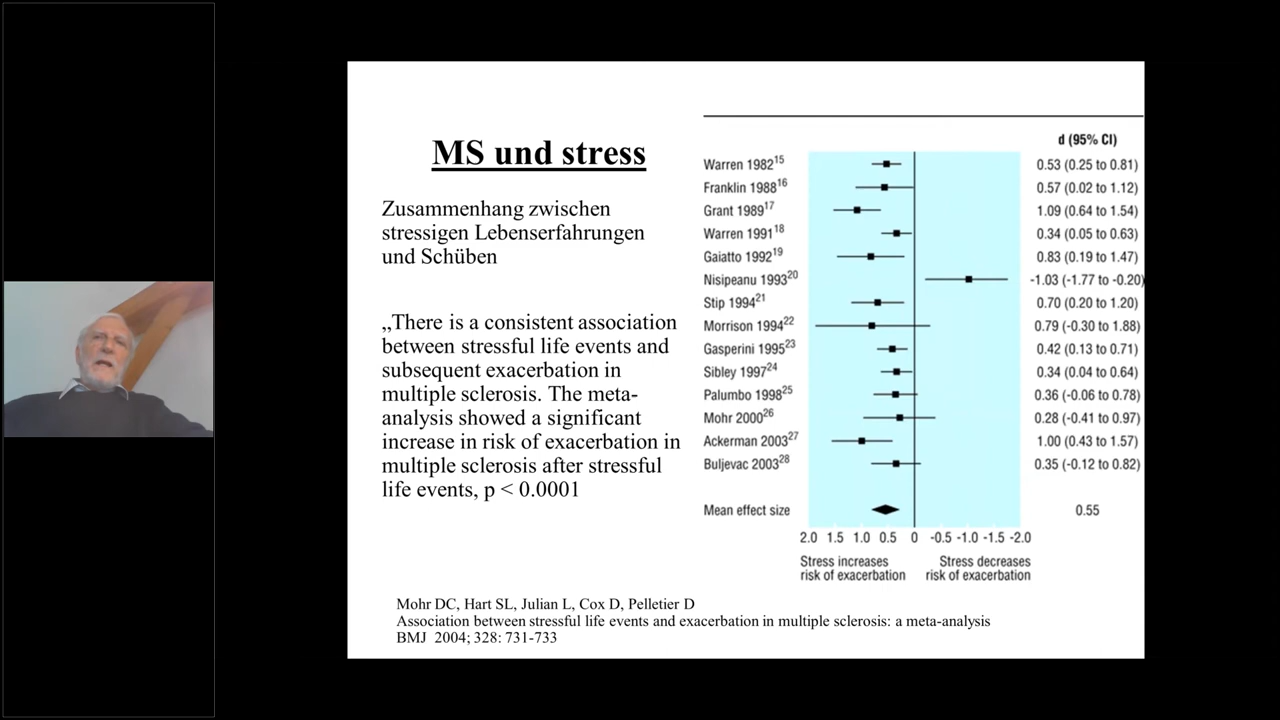 MS und stress
Zusammenhang zwischen
stressigen Lebenserfahrungen
und Schüben
„There is a consistent association
between stressful life events and
subsequent exacerbation in
multiple sclerosis. The meta-
analysis showed a significant
increase in risk of exacerbation in
multiple sclerosis after stressful
life events, p < 0.0001
d (95% CI)
Warren 1982¹⁵ 0.53 (0.25 to 0.81)
Franklin 1988¹⁶ 0.57 (0.02 to 1.12)
Grant 1989¹⁷ 1.09 (0.64 to 1.54)
Warren 1991¹⁸ 0.34 (0.05 to 0.63)
Gaiatto 1992¹⁹ 0.83 (0.19 to 1.47)
Nisipeanu 1993²⁰ -1.03 (-1.77 to -0.20)
Stip 1994²¹ 0.70 (0.20 to 1.20)
Morrison 1994²² 0.79 (-0.30 to 1.88)
Gasperini 1995²³ 0.42 (0.13 to 0.71)
Sibley 1997²⁴ 0.34 (0.04 to 0.64)
Palumbo 1998²⁵ 0.36 (-0.06 to 0.78)
Mohr 2000²⁶ 0.28 (-0.41 to 0.97)
Ackerman 2003²⁷ 1.00 (0.43 to 1.57)
Buljevac 2003²⁸ 0.35 (-0.12 to 0.82)
Mean effect size 0.55
2.0 1.5 1.0 0.5 0 -0.5 -1.0 -1.5 -2.0
Stress increases Stress decreases
risk of exacerbation risk of exacerbation
Mohr DC, Hart SL, Julian L, Cox D, Pelletier D
Association between stressful life events and exacerbation in multiple sclerosis: a meta-analysis
BMJ 2004; 328: 731-733